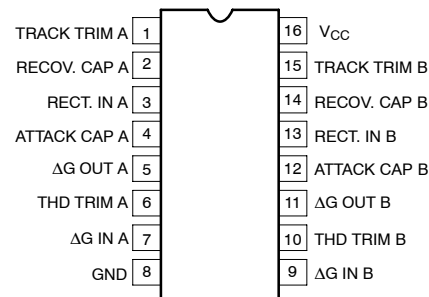 TRACK TRIM A 1 16 VCC
RECOV. CAP A 2 15 TRACK TRIM B
RECT. IN A 3 14 RECOV. CAP B
ATTACK CAP A 4 13 RECT. IN B
ΔG OUT A 5 12 ATTACK CAP B
THD TRIM A 6 11 ΔG OUT B
ΔG IN A 7 10 THD TRIM B
GND 8 9 ΔG IN B